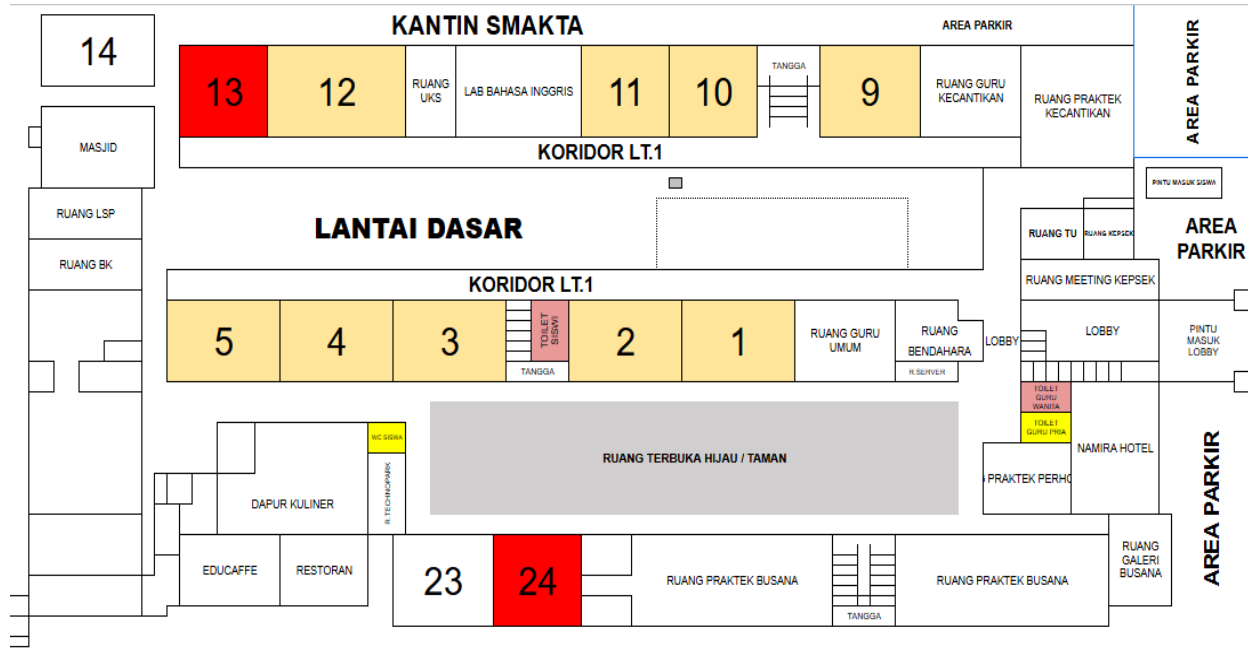 KANTIN SMAKTA
AREA PARKIR
AREA PARKIR
14
13
12
RUANG
UKS
LAB BAHASA INGGRIS
11
10
TANGGA
9
RUANG GURU
KECANTIKAN
RUANG PRAKTEK
KECANTIKAN
MASJID
KORIDOR LT.1
PINTU MASUK SISWA
RUANG LSP
LANTAI DASAR
RUANG TU
RUANG KEPSEK
AREA
PARKIR
RUANG BK
RUANG MEETING KEPSEK
KORIDOR LT.1
5
4
3
TOILET
SISWI
TANGGA
2
1
RUANG GURU
UMUM
RUANG
BENDAHARA
R.SERVER
LOBBY
LOBBY
PINTU
MASUK
LOBBY
TOILET
GURU
WANITA
TOILET
GURU PRIA
WC SISWA
RUANG TERBUKA HIJAU / TAMAN
NAMIRA HOTEL
PRAKTEK PERHO
DAPUR KULINER
R. TECHNOPARK
AREA PARKIR
EDUCAFFE
RESTORAN
23
24
RUANG PRAKTEK BUSANA
TANGGA
RUANG PRAKTEK BUSANA
RUANG
GALERI
BUSANA